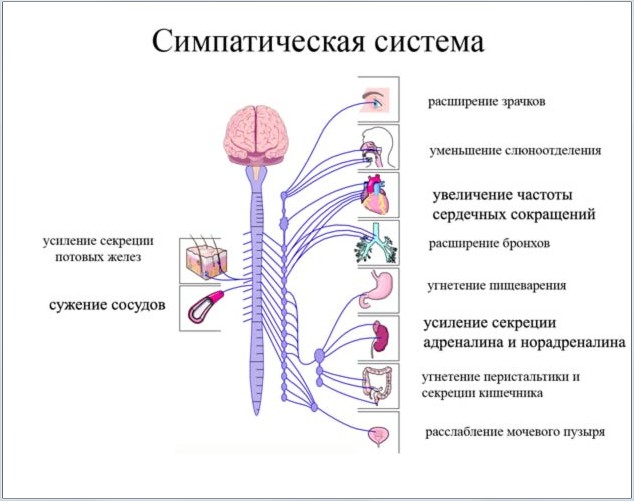 Симпатическая система
расширение зрачков
уменьшение слюноотделения
увеличение частоты
сердечных сокращений
расширение бронхов
усиление секреции
потовых желез
сужение сосудов
угнетение пищеварения
усиление секреции
адреналина и норадреналина
угнетение перистальтики и
секреции кишечника
расслабление мочевого пузыря